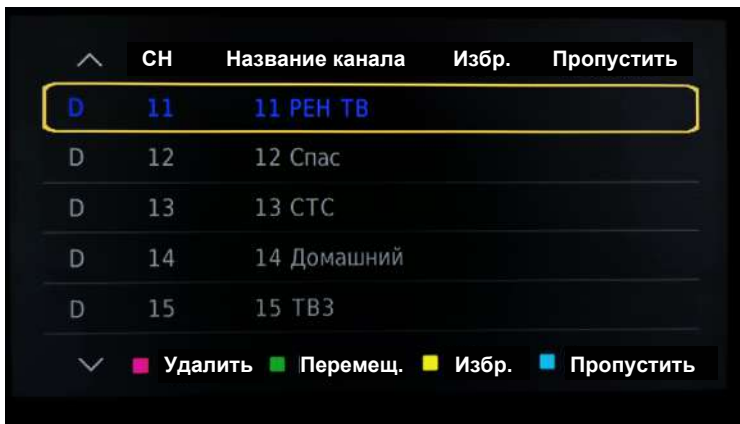 СН Название канала Избр. Пропустить
D 11 11 РЕН ТВ
D 12 12 Спас
D 13 13 СТС
D 14 14 Домашний
D 15 15 ТВ3
Удалить Перемещ. Избр. Пропустить